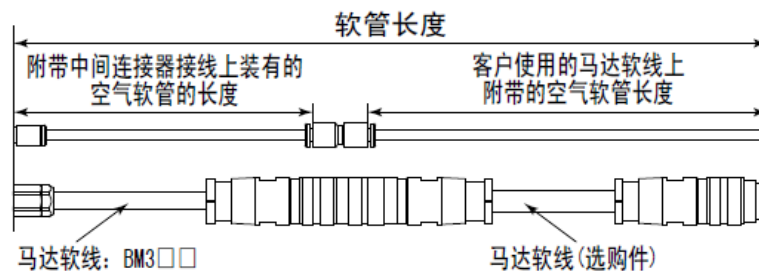 软管长度
附带中间连接器接线上装有的
空气软管的长度
客户使用的马达软线上
附带的空气软管长度
马达软线：BM3□□
马达软线(选购件)